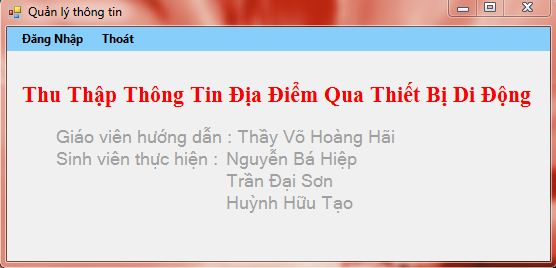 Quản lý thông tin
Đăng Nhập Thoát
Thu Thập Thông Tin Địa Điểm Qua Thiết Bị Di Động
Giáo viên hướng dẫn : Thầy Võ Hoàng Hãi
Sinh viên thực hiện : Nguyễn Bá Hiệp
Trần Đại Sơn
Huỳnh Hữu Tạo